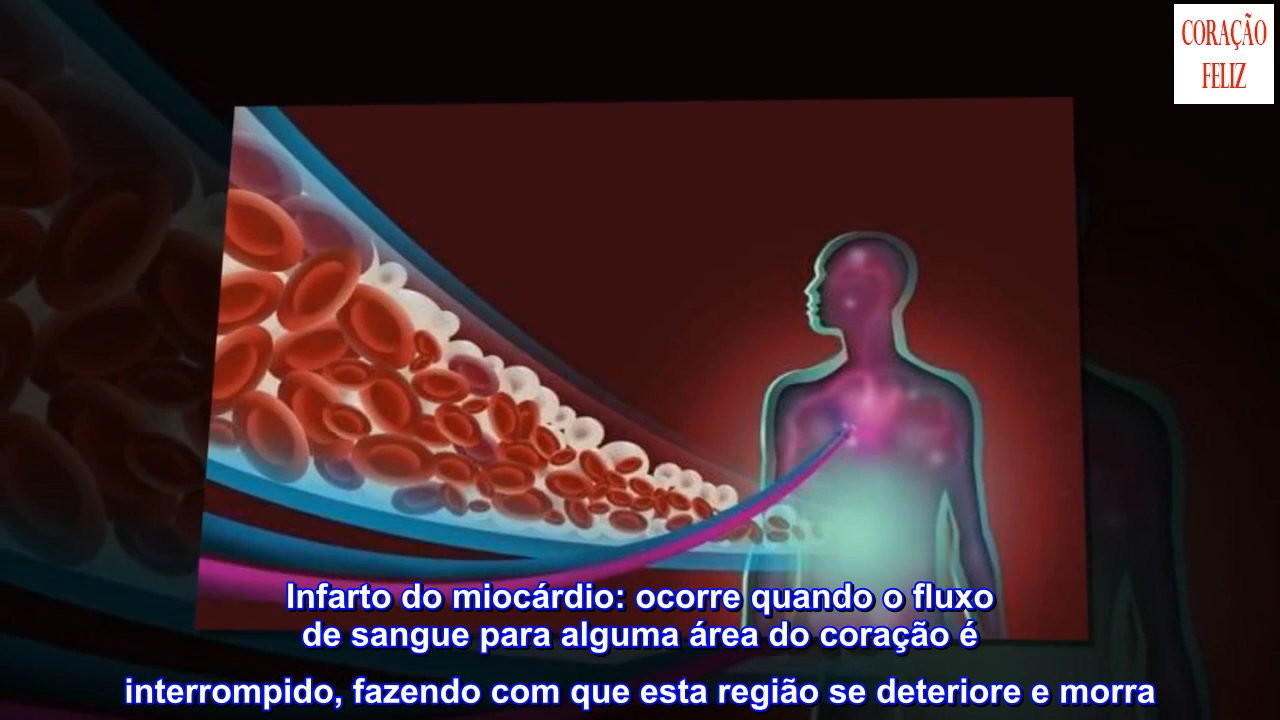 CORAÇÃO
FELIZ
Infarto do miocárdio: ocorre quando o fluxo
de sangue para alguma área do coração é
interrompido, fazendo com que esta região se deteriore e morra